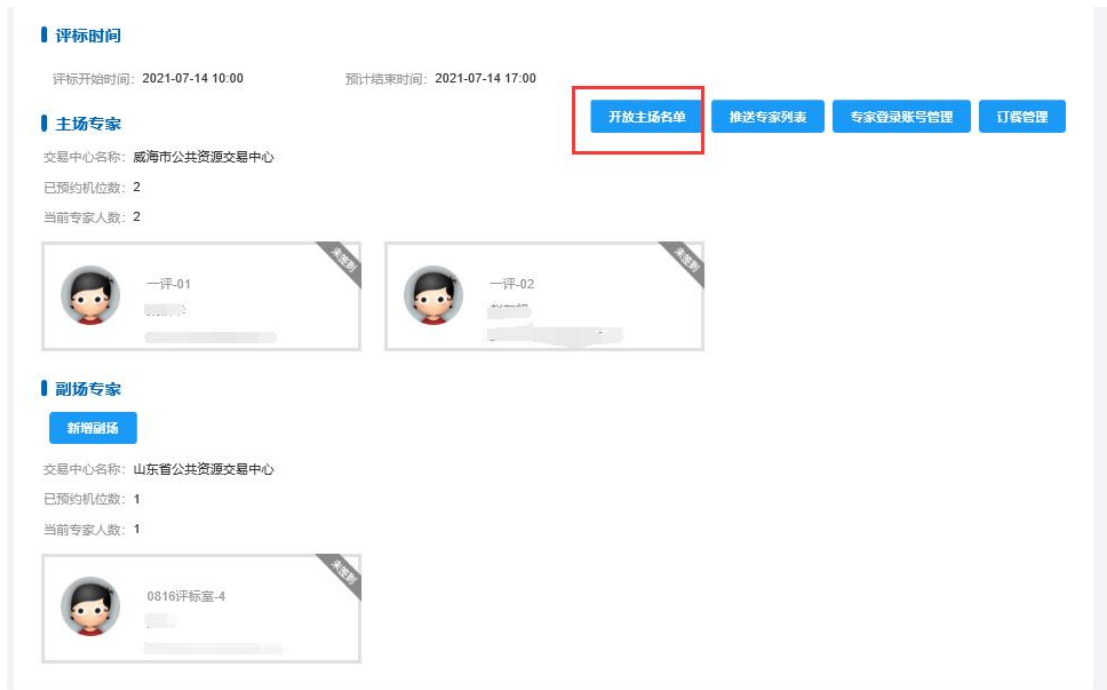 评标时间
评标开始时间：2021-07-14 10:00 预计结束时间：2021-07-14 17:00
开放主场名单 推送专家列表 专家登录账号管理 订餐管理
主场专家
交易中心名称：威海市公共资源交易中心
已预约机位数：2
当前专家人数：2
未签到 未签到
一评-01 一评-02
副场专家
新增副场
交易中心名称：山东省公共资源交易中心
已预约机位数：1
当前专家人数：1
未签到
0816评标室-4